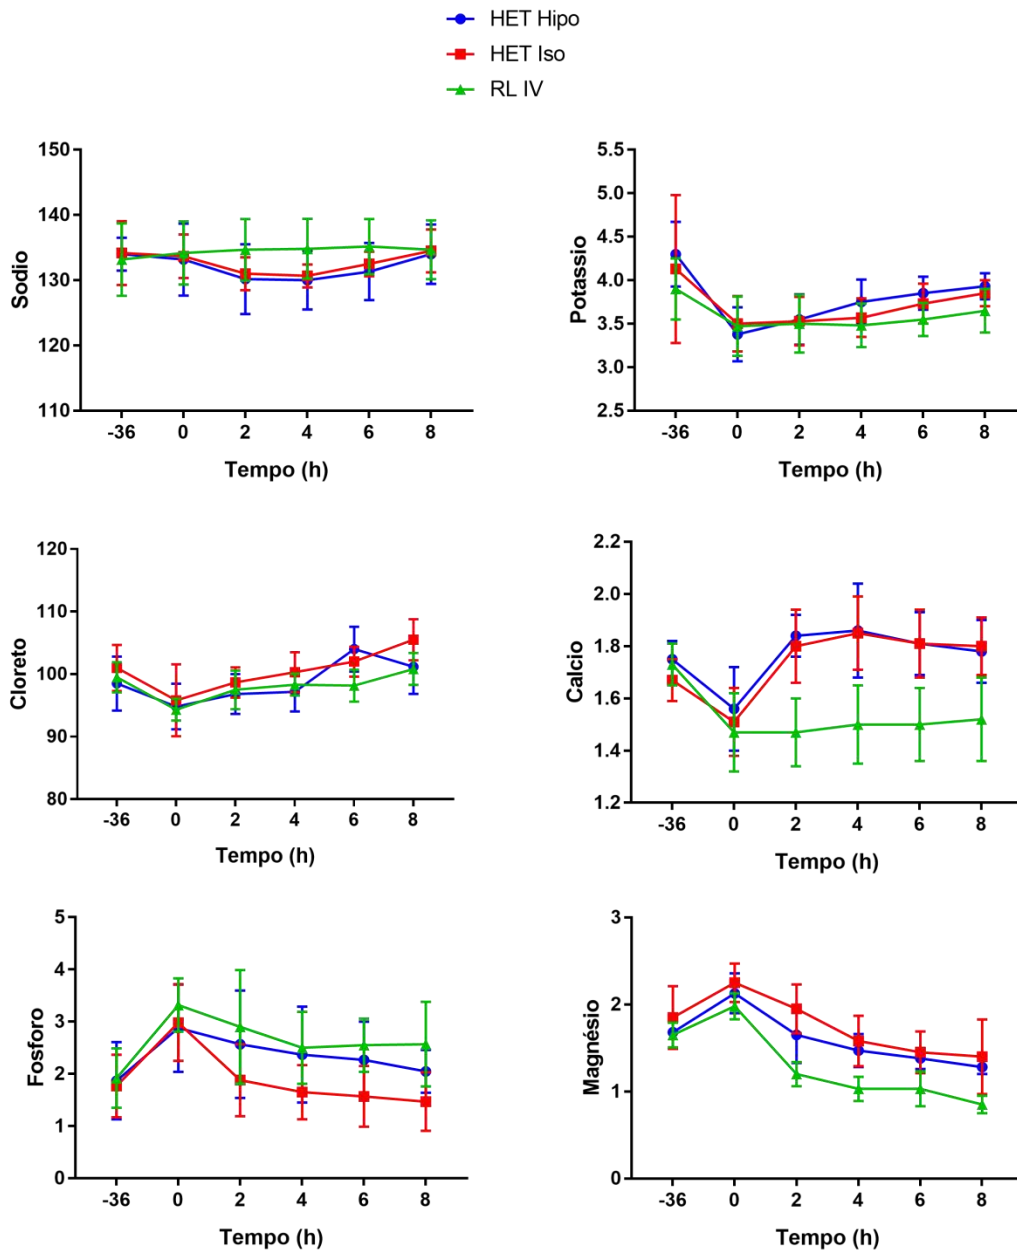 HET Hipo
HET Iso
RL IV
Sodio
150
140
130
120
110
-36 0 2 4 6 8
Tempo (h)
Potassio
5.5
5.0
4.5
4.0
3.5
3.0
2.5
-36 0 2 4 6 8
Tempo (h)
Cloreto
120
110
100
90
80
-36 0 2 4 6 8
Tempo (h)
Calcio
2.2
2.0
1.8
1.6
1.4
1.2
-36 0 2 4 6 8
Tempo (h)
Fosforo
5
4
3
2
1
0
-36 0 2 4 6 8
Tempo (h)
Magnésio
3
2
1
0
-36 0 2 4 6 8
Tempo (h)